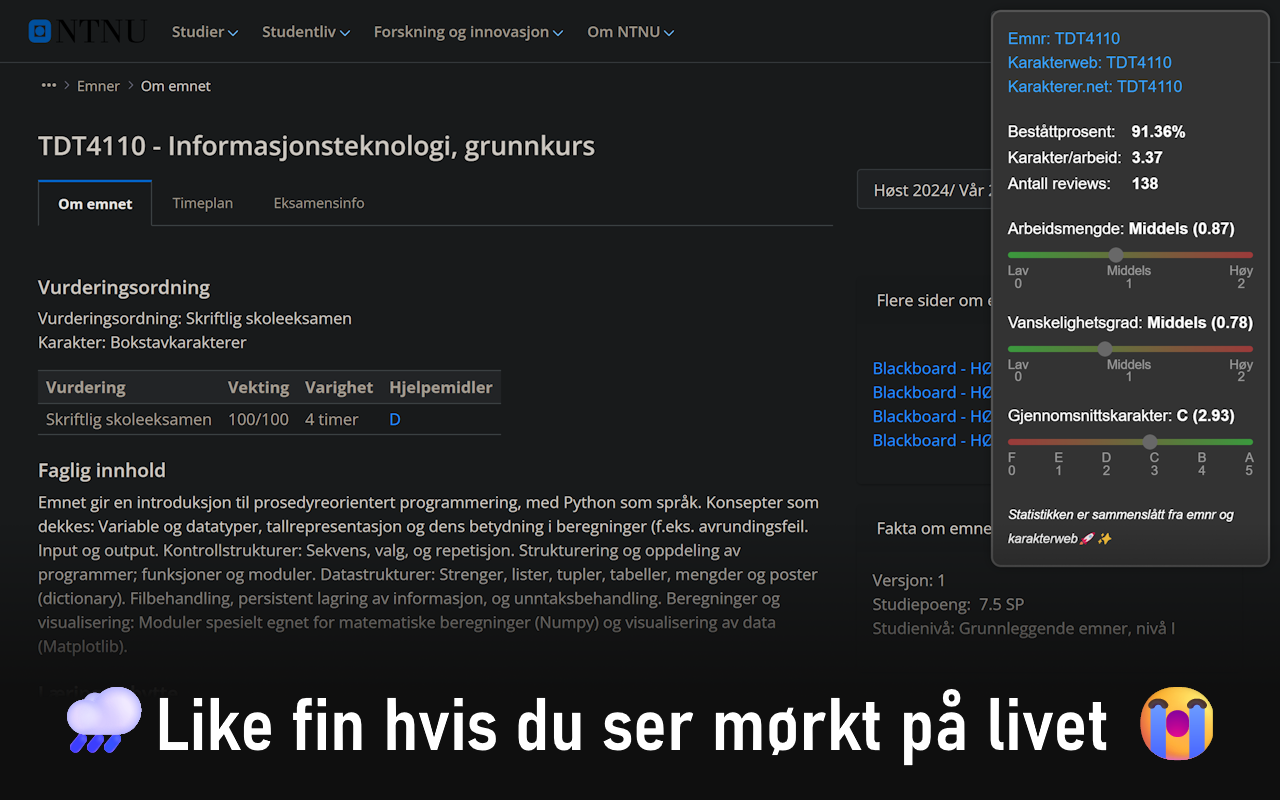 NTNU Studier Studentliv Forskning og innovasjon Om NTNU
Emner Om emnet
TDT4110 - Informasjonsteknologi, grunnkurs
Om emnet Timeplan Eksamensinfo
Vurderingsordning
Vurderingsordning: Skriftlig skoleeksamen
Karakter: Bokstavkarakterer
Vurdering Vekting Varighet Hjelpemidler
Skriftlig skoleeksamen 100/100 4 timer D
Faglig innhold
Emnet gir en introduksjon til prosedyreorientert programmering, med Python som språk. Konsepter som
dekkes: Variable og datatyper, tallrepresentasjon og dens betydning i beregninger (f.eks. avrundingsfeil.
Input og output. Kontrollstrukturer: Sekvens, valg, og repetisjon. Strukturering og oppdeling av
programmer; funksjoner og moduler. Datastrukturer: Strenger, lister, tupler, tabeller, mengder og poster
(dictionary). Filbehandling, persistent lagring av informasjon, og unntaksbehandling. Beregninger og
visualisering: Moduler spesielt egnet for matematiske beregninger (Numpy) og visualisering av data
(Matplotlib).
Høst 2024/ Vår
Flere sider om
Blackboard - HØ
Blackboard - HØ
Blackboard - HØ
Blackboard - HØ
Fakta om emne
Versjon: 1
Studiepoeng: 7.5 SP
Studienivå: Grunnleggende emner, nivå I
Emnr: TDT4110
Karakterweb: TDT4110
Karakterer.net: TDT4110
Beståttprosent: 91.36%
Karakter/arbeid: 3.37
Antall reviews: 138
Arbeidsmengde: Middels (0.87)
Lav Middels Høy
0 1 2
Vanskelighetsgrad: Middels (0.78)
Lav Middels Høy
0 1 2
Gjennomsnittskarakter: C (2.93)
F E D C B A
0 1 2 3 4 5
Statistikken er sammenslått fra emnr og
karakterweb 🚀 ✨
🌧️ Like fin hvis du ser mørkt på livet 😭